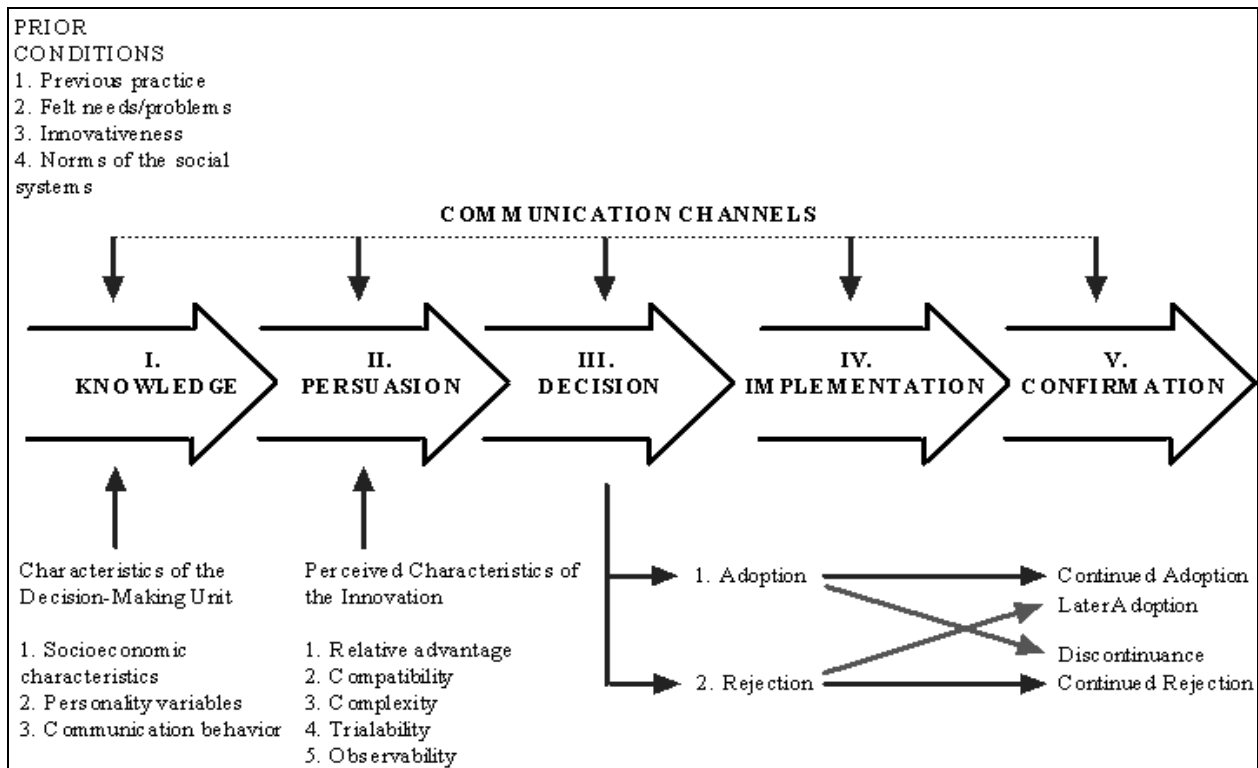 PRIOR
CONDITIONS
1. Previous practice
2. Felt needs/problems
3. Innovativeness
4. Norms of the social
systems
COMMUNICATION CHANNELS
I.
KNOWLEDGE
II.
PERSUASION
III.
DECISION
IV.
IMPLEMENTATION
V.
CONFIRMATION
Characteristics of the
Decision-Making Unit
1. Socioeconomic
characteristics
2. Personality variables
3. Communication behavior
Perceived Characteristics of
the Innovation
1. Relative advantage
2. Compatibility
3. Complexity
4. Trialability
5. Observability
1. Adoption
2. Rejection
Continued Adoption
Later Adoption
Discontinuance
Continued Rejection